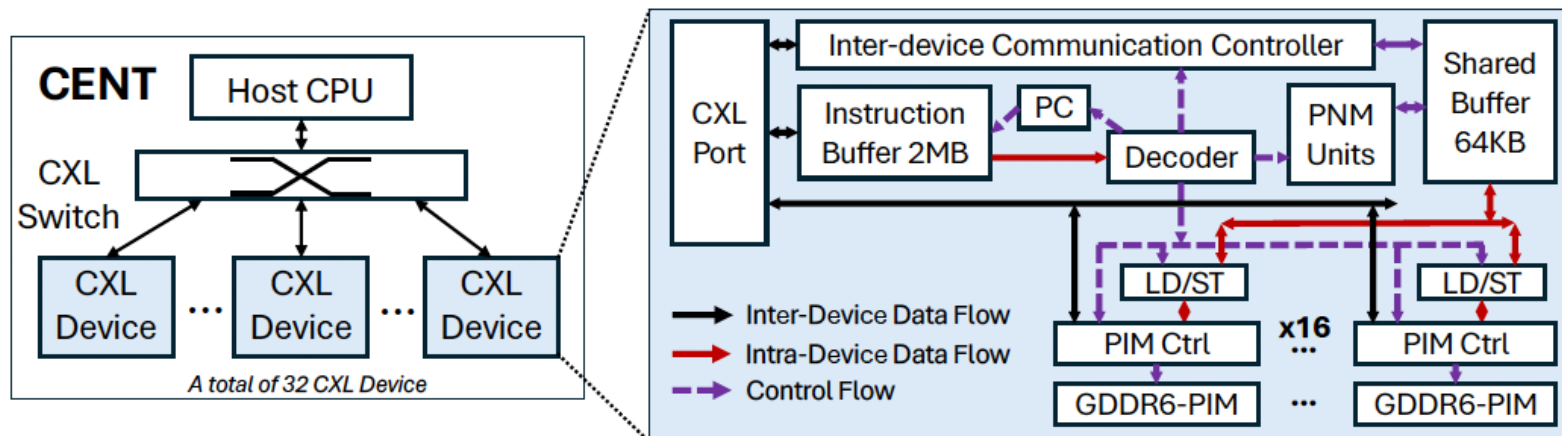 CENT
Host CPU
CXL
Switch
CXL
Device
...
CXL
Device
...
CXL
Device
A total of 32 CXL Device
CXL
Port
Inter-device Communication Controller
Instruction
Buffer 2MB
PC
Decoder
PNM
Units
Shared
Buffer
64KB
LD/ST
LD/ST
Inter-Device Data Flow
Intra-Device Data Flow
Control Flow
PIM Ctrl
x16
...
PIM Ctrl
GDDR6-PIM
...
GDDR6-PIM